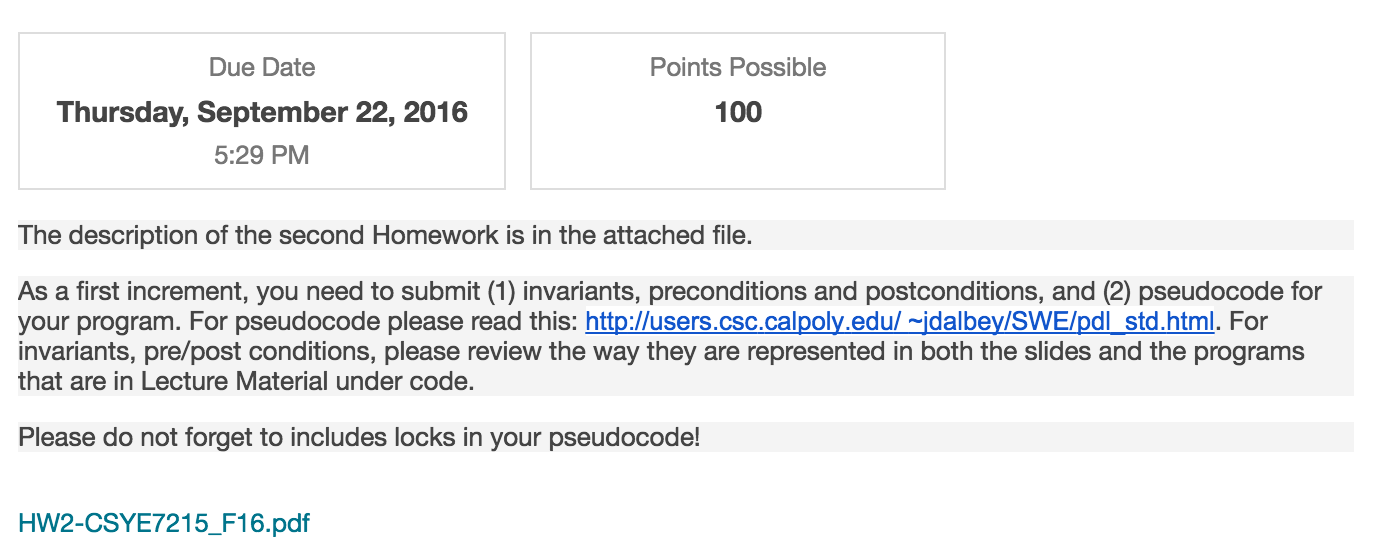 Due Date
Thursday, September 22, 2016
5:29 PM
Points Possible
100
The description of the second Homework is in the attached file.
As a first increment, you need to submit (1) invariants, preconditions and postconditions, and (2) pseudocode for
your program. For pseudocode please read this: http://users.csc.calpoly.edu/ ~jdalbey/SWE/pdl_std.html. For
invariants, pre/post conditions, please review the way they are represented in both the slides and the programs
that are in Lecture Material under code.
Please do not forget to includes locks in your pseudocode!
HW2-CSYE7215_F16.pdf